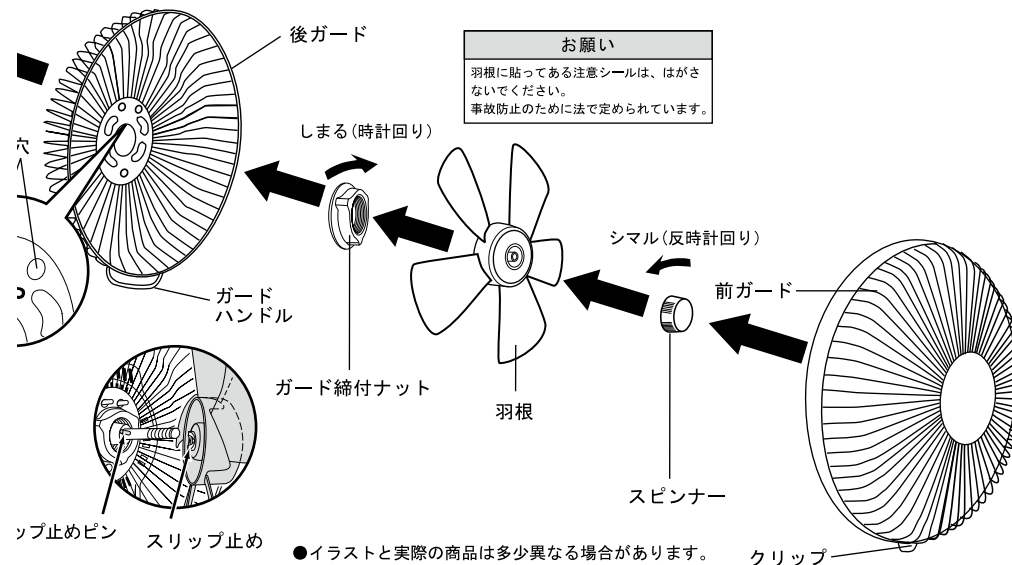 後ガード
お願い
羽根に貼ってある注意シールは、はがさ
ないでください。
事故防止のために法で定められています。
しまる(時計回り)
穴
シマル(反時計回り)
前ガード
ガード
ハンドル
ガード締付ナット
羽根
スピンナー
ップ止めピン
スリップ止め
●イラストと実際の商品は多少異なる場合があります。
クリップ